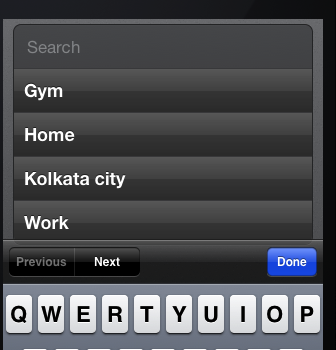 Search
Gym
Home
Kolkata city
Work
Previous Next Done
Q W E R T Y U I O P